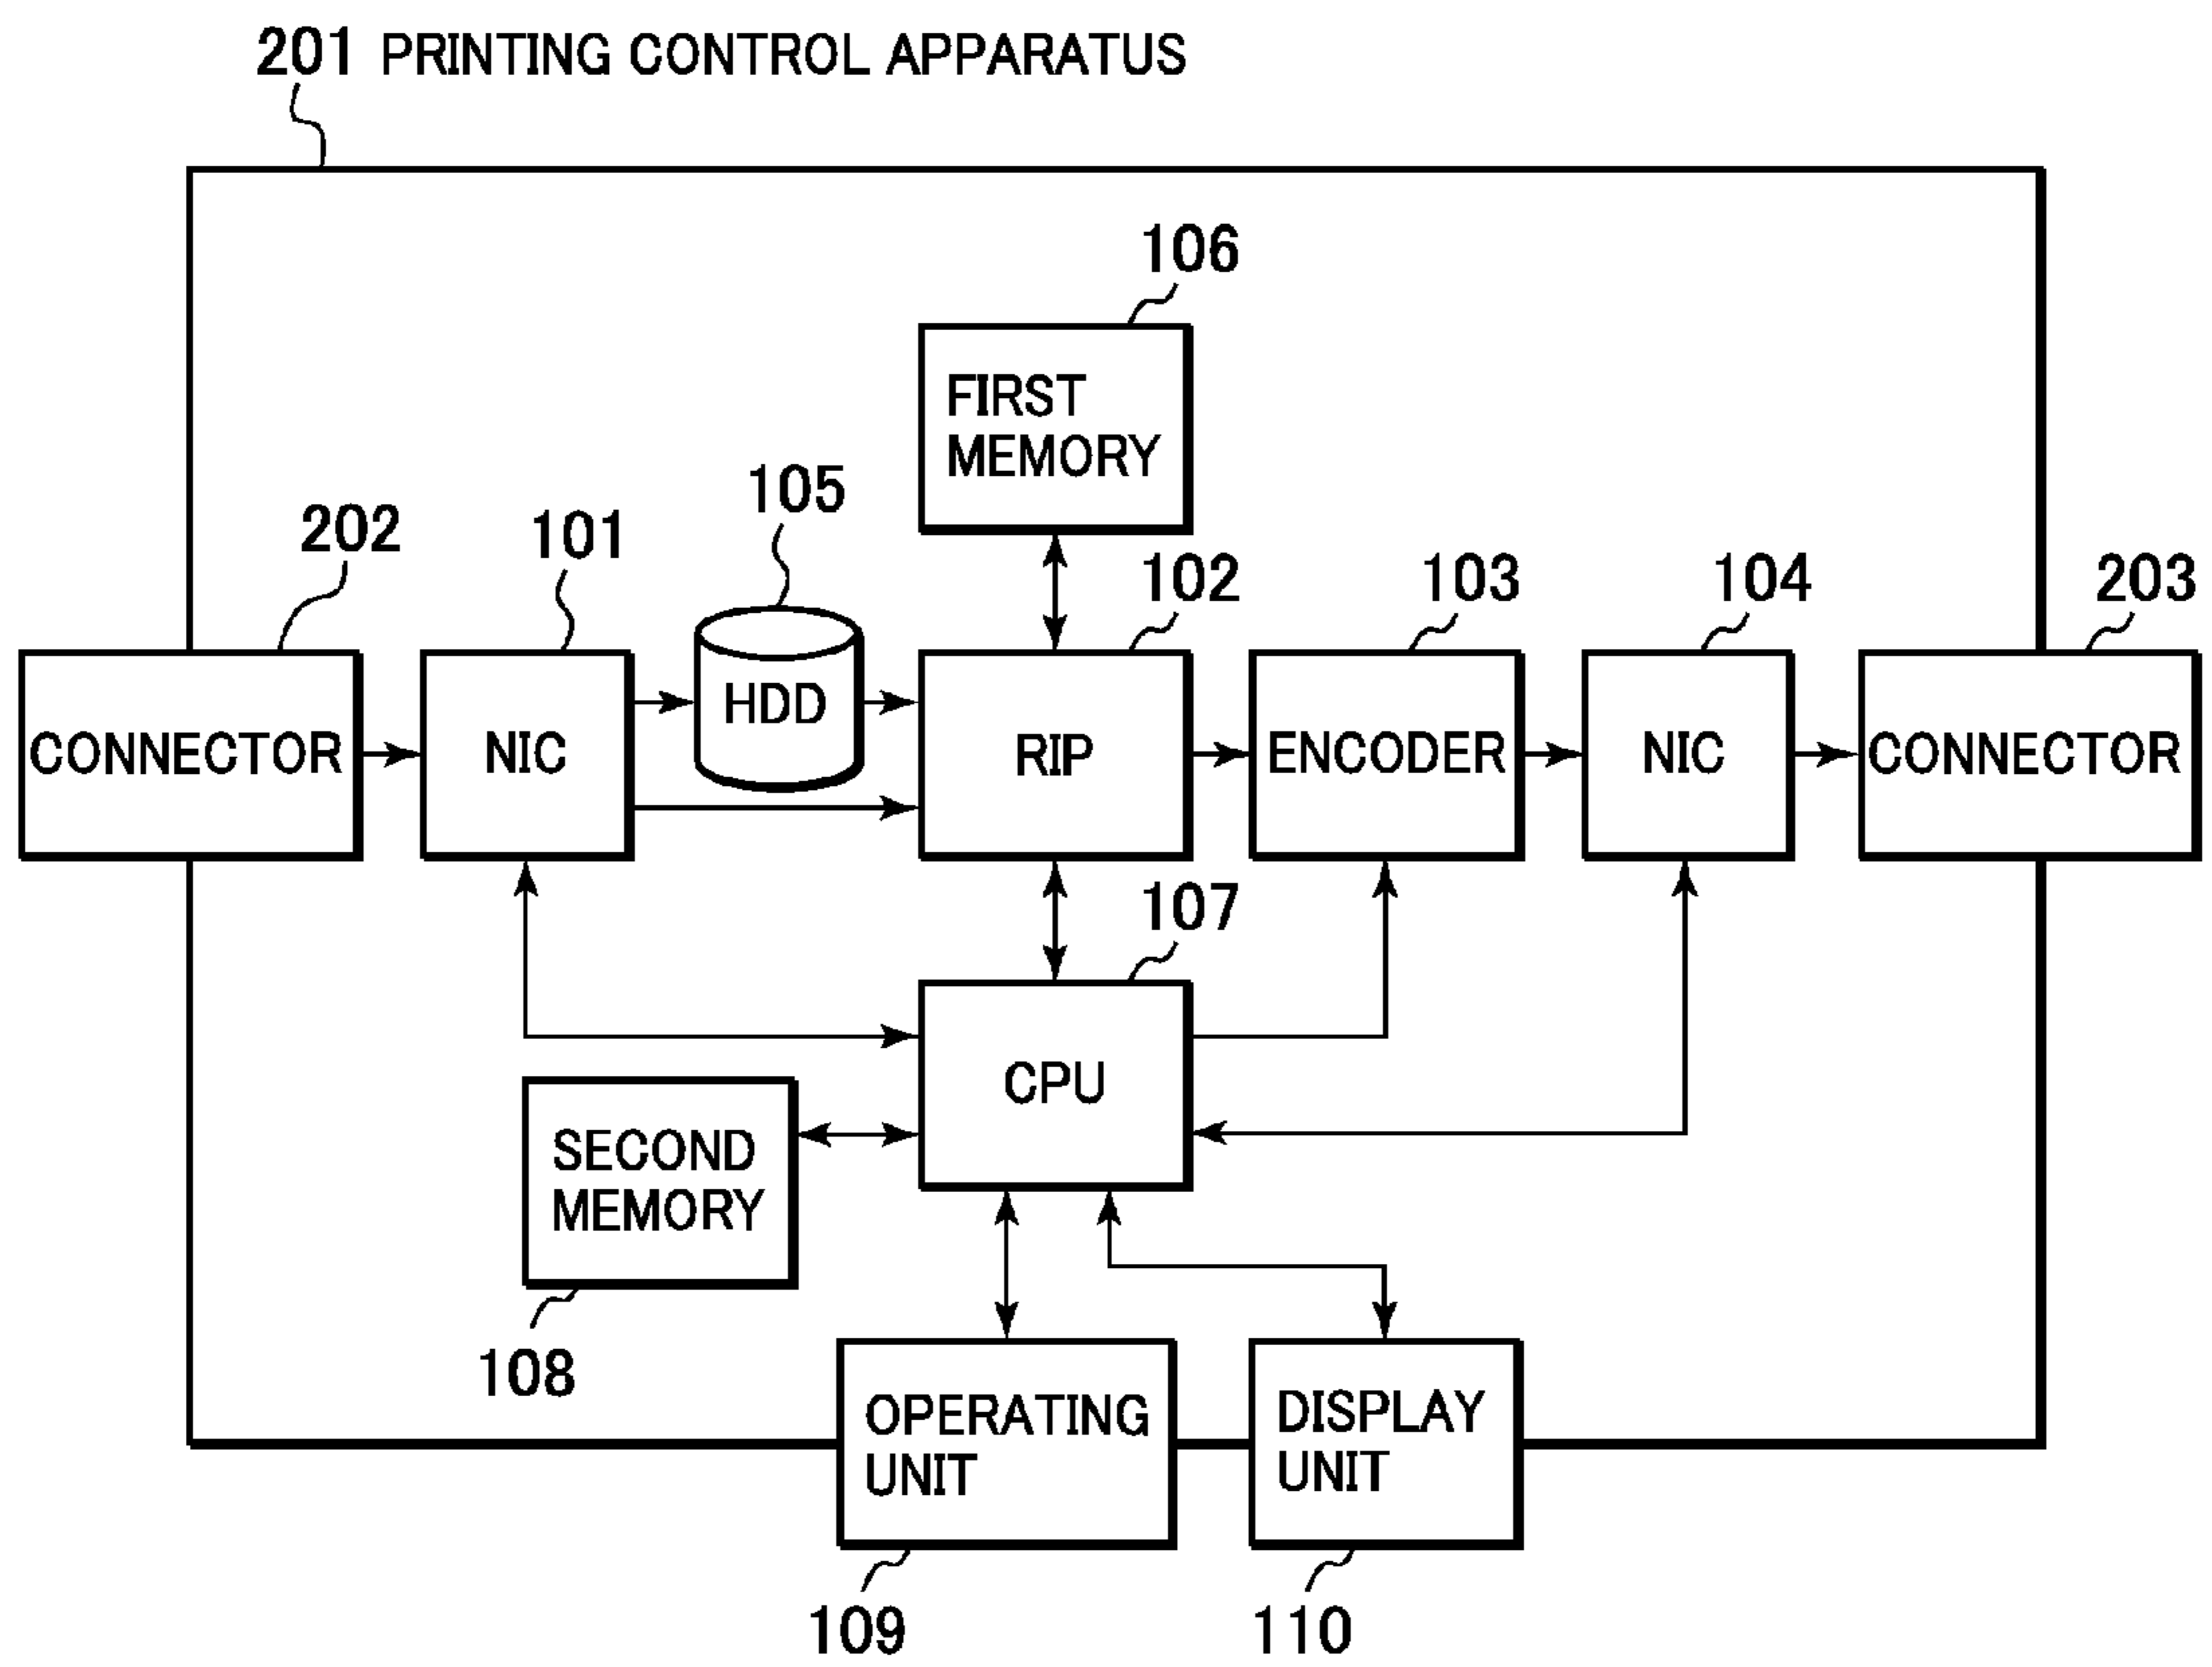 201 PRINTING CONTROL APPARATUS
106
FIRST
MEMORY
105
202
101
102
103
104
203
CONNECTOR
NIC
HDD
RIP
ENCODER
NIC
CONNECTOR
107
CPU
SECOND
MEMORY
108
OPERATING
UNIT
DISPLAY
UNIT
109
110